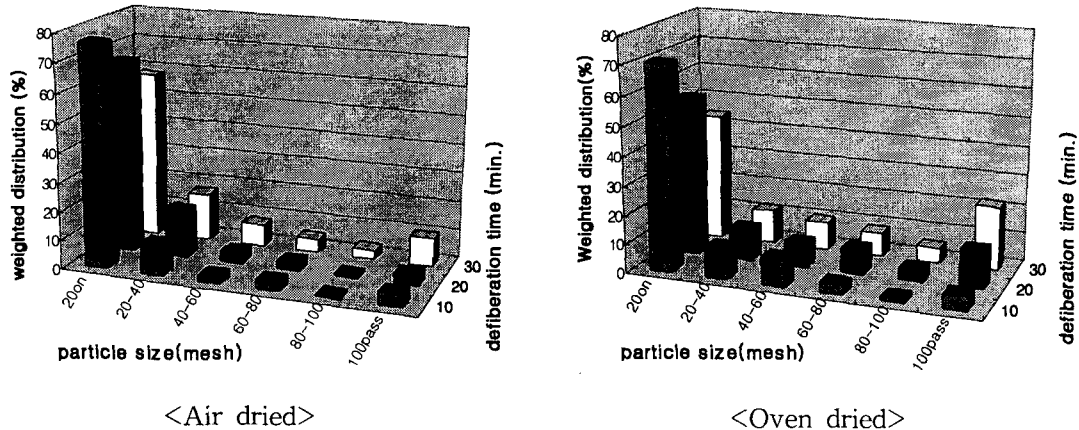 weighted distribution (%)
80
70
60
50
40
30
20
10
0
20on
20-40
40-60
60-80
80-100
100pass
particle size(mesh)
10
20
30
defiberation time (min.)
<Air dried>
Weighted distribution(%)
80
70
60
50
40
30
20
10
0
20on
20-40
40-60
60-80
80-100
100pass
particle size(mesh)
10
20
30
defiberation time (min.)
<Oven dried>